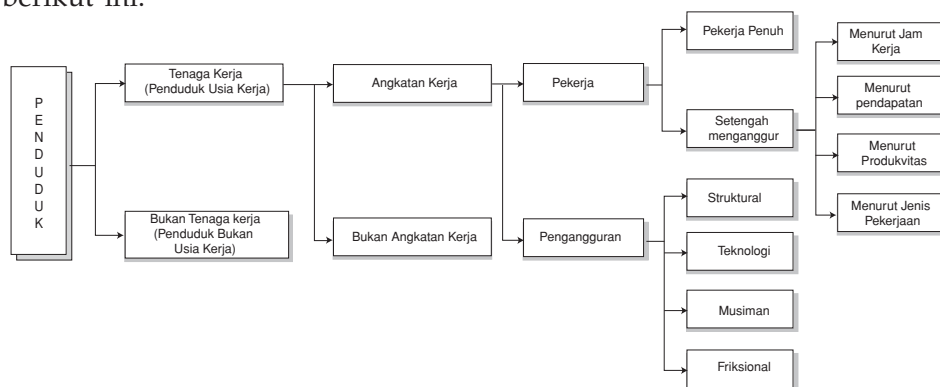 berikut ini.
PENDUDUK
Tenaga Kerja
(Penduduk Usia Kerja)
Bukan Tenaga kerja
(Penduduk Bukan
Usia Kerja)
Angkatan Kerja
Bukan Angkatan Kerja
Pekerja
Pengangguran
Pekerja Penuh
Setengah
menganggur
Struktural
Teknologi
Musiman
Friksional
Menurut Jam
Kerja
Menurut
pendapatan
Menurut
Produkvitas
Menurut Jenis
Pekerjaan